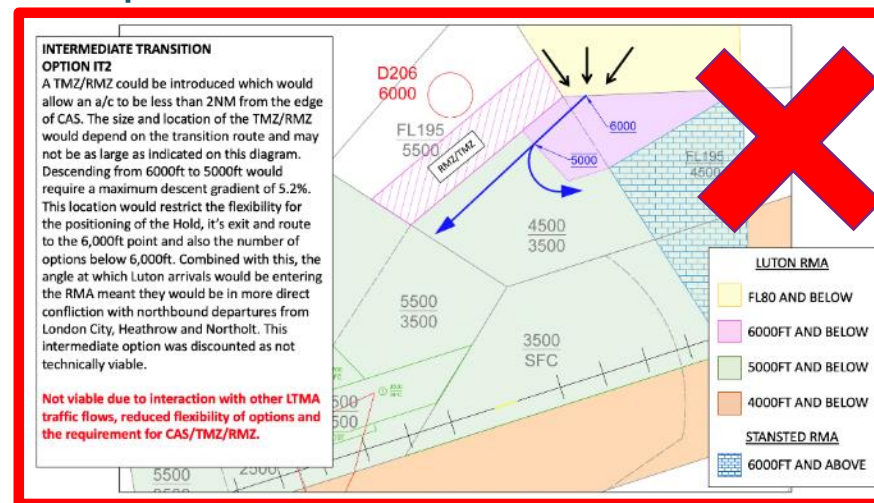 INTERMEDIATE TRANSITION
OPTION IT2
A TMZ/RMZ could be introduced which would
allow an a/c to be less than 2NM from the edge
of CAS. The size and location of the TMZ/RMZ
would depend on the transition route and may
not be as large as indicated on this diagram.
Descending from 6000ft to 5000ft would
require a maximum descent gradient of 5.2%.
This location would restrict the flexibility for
the positioning of the Hold, it's exit and route
to the 6,000ft point and also the number of
options below 6,000ft. Combined with this, the
angle at which Luton arrivals would be entering
the RMA meant they would be in more direct
confliction with northbound departures from
London City, Heathrow and Northolt. This
intermediate option was discounted as not
technically viable.
Not viable due to interaction with other LTMA
traffic flows, reduced flexibility of options and
the requirement for CAS/TMZ/RMZ.
D206
6000
FL195
5500
RMZ/TMZ
6000
5000
FL195
4500
4500
3500
5500
3500
3500
SFC
2500
5500
LUTON RMA
FL80 AND BELOW
6000FT AND BELOW
5000FT AND BELOW
4000FT AND BELOW
STANSTED RMA
6000FT AND ABOVE